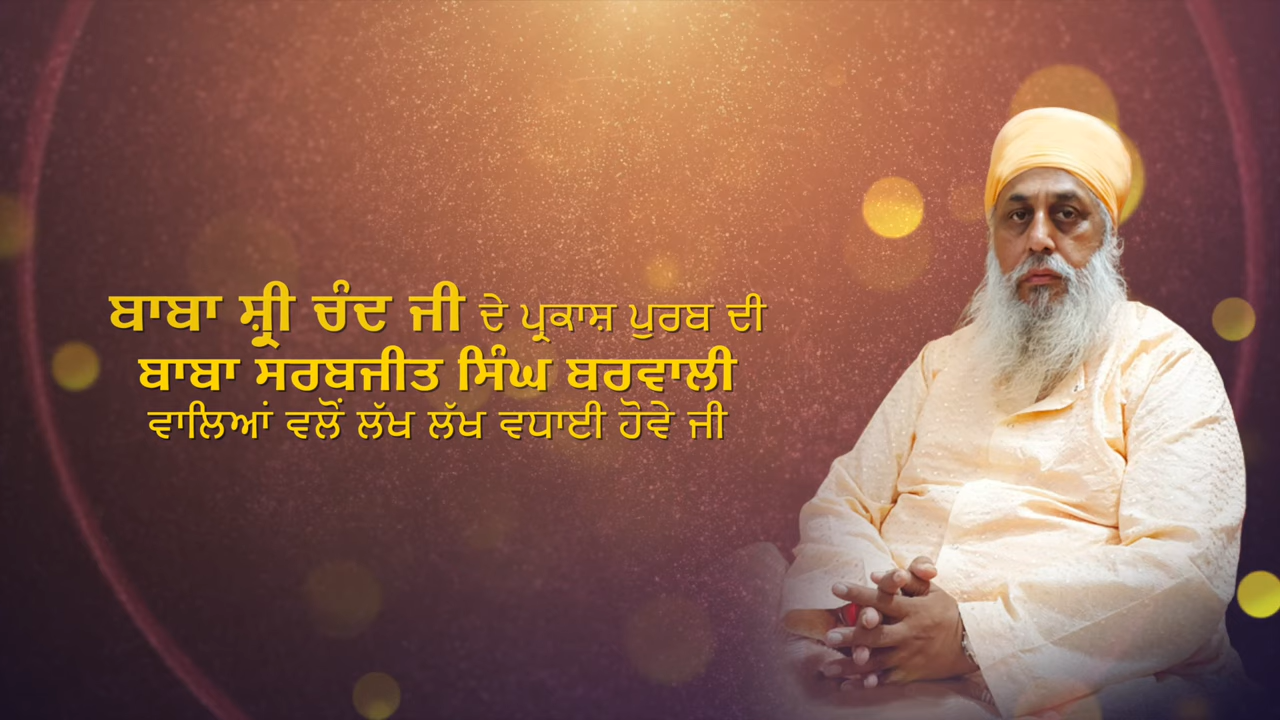 ਬਾਬਾ ਸ਼੍ਰੀ ਚੰਦ ਜੀ ਦੇ ਪ੍ਰਕਾਸ਼ ਪੁਰਬ ਦੀ
ਬਾਬਾ ਸਰਬਜੀਤ ਸਿੰਘ ਬਰਵਾਲੀ
ਵਾਲਿਆਂ ਵਲੋਂ ਲੱਖ ਲੱਖ ਵਧਾਈ ਹੋਵੇ ਜੀ